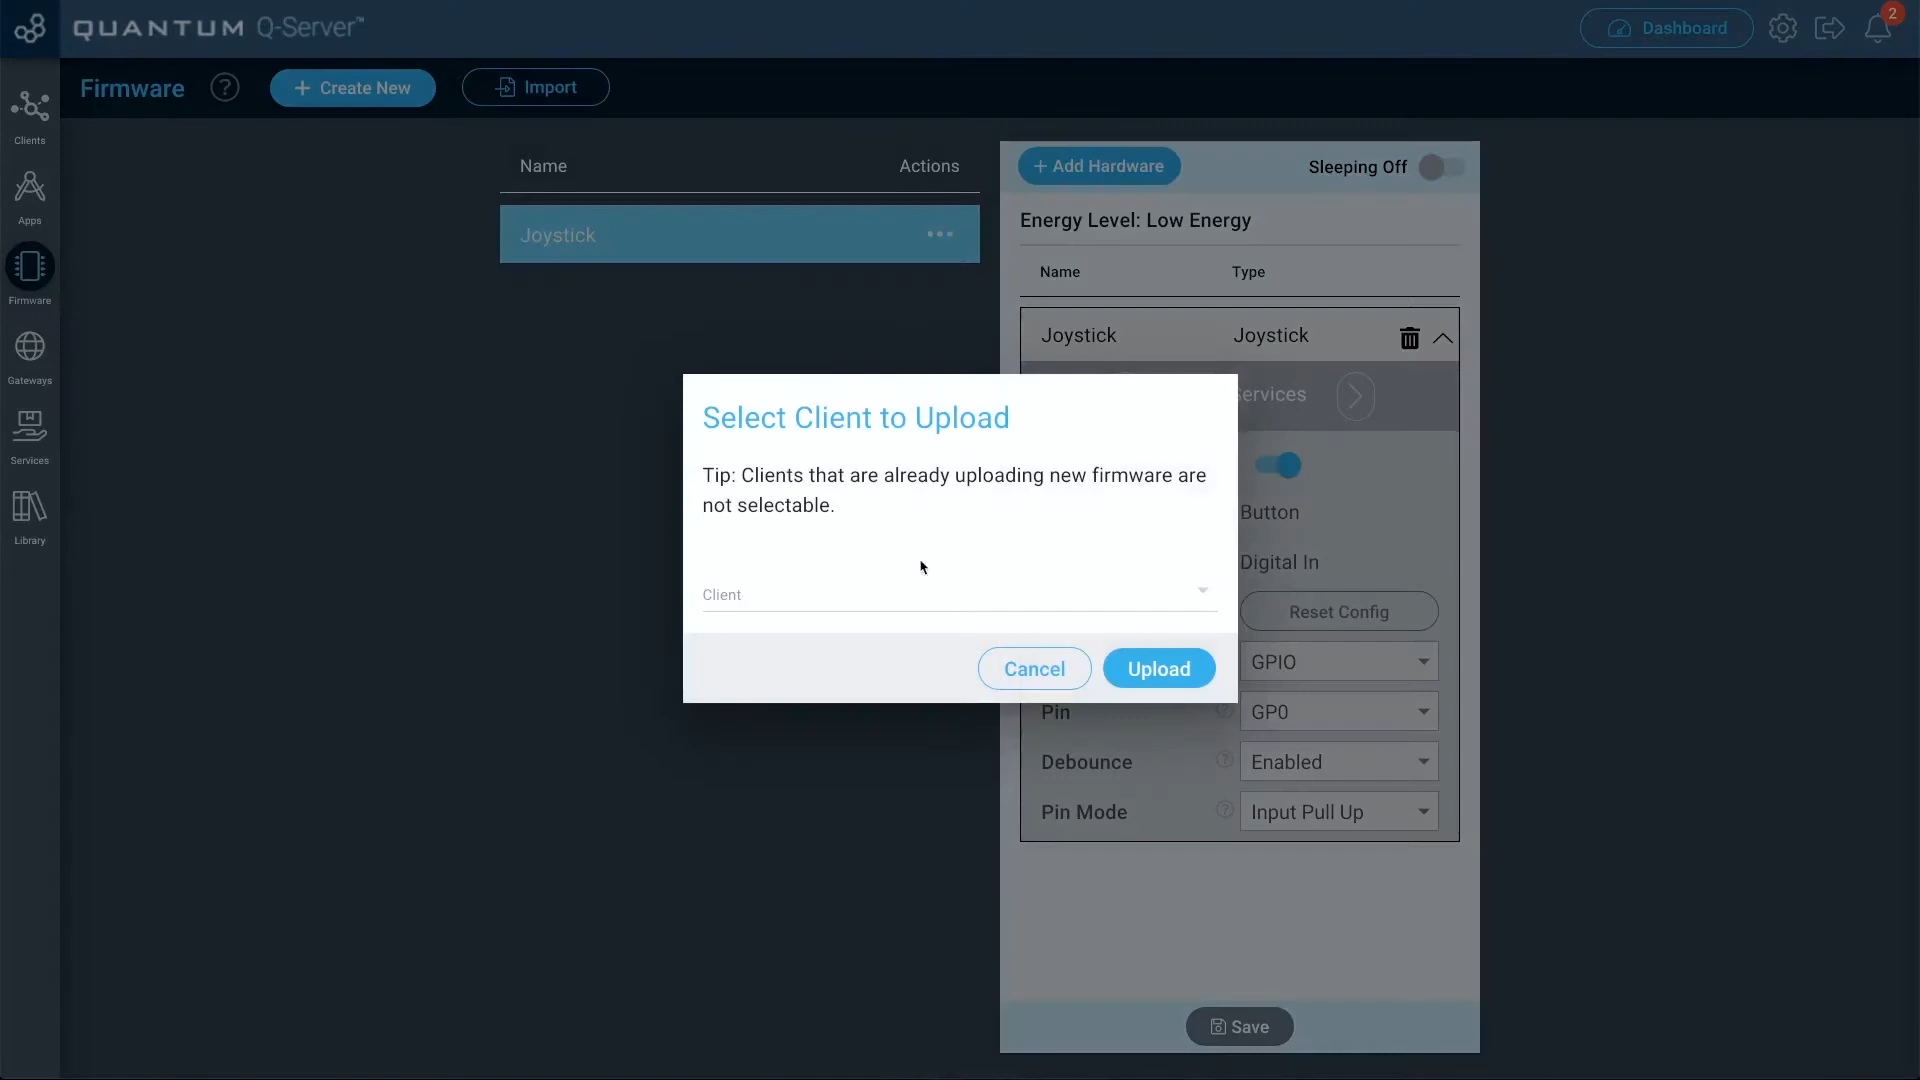 QUANTUM Q-Server™
Dashboard
2
Firmware
?
+ Create New
Import
Clients
Apps
Firmware
Gateways
Services
Library
Name
Actions
Joystick
•••
+ Add Hardware
Sleeping Off
Energy Level: Low Energy
Name
Type
Joystick
Joystick
Services
Button
Digital In
Reset Config
GPIO
Pin
?
GP0
Debounce
?
Enabled
Pin Mode
?
Input Pull Up
Save
Select Client to Upload
Tip: Clients that are already uploading new firmware are
not selectable.
Client
Cancel
Upload